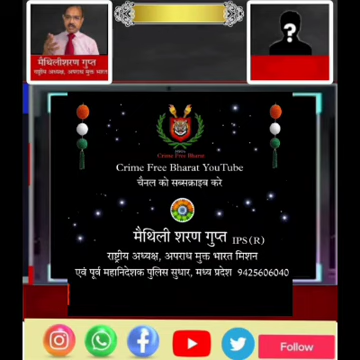 मैथिलीशरण गुप्त
राष्ट्रीय अध्यक्ष, अपराध मुक्त भारत
?
Crime Free Bharat
Crime Free Bharat YouTube
चैनल को सब्सक्राइब करे
मैथिली शरण गुप्त IPS(R)
राष्ट्रीय अध्यक्ष, अपराध मुक्त भारत मिशन
एवं पूर्व महानिदेशक पुलिस सुधार, मध्य प्रदेश 9425606040
Follow